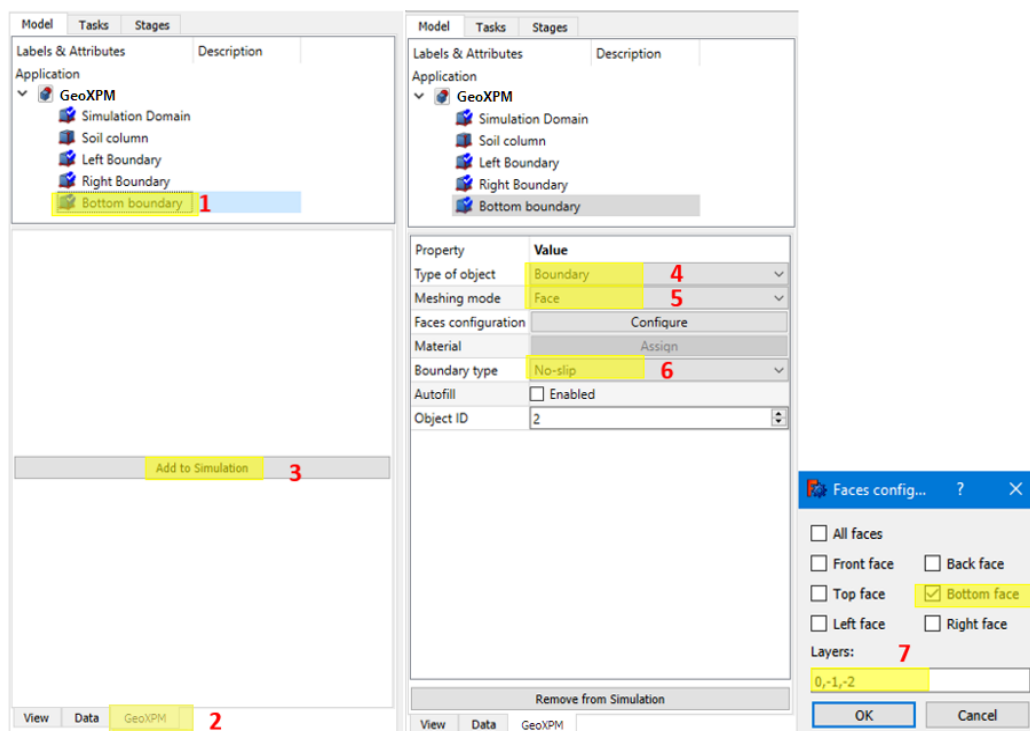 Model Tasks Stages
Labels & Attributes Description
Application
GeoXPM
Simulation Domain
Soil column
Left Boundary
Right Boundary
Bottom boundary 1
Add to Simulation 3
View Data GeoXPM 2
Model Tasks Stages
Labels & Attributes Description
Application
GeoXPM
Simulation Domain
Soil column
Left Boundary
Right Boundary
Bottom boundary
Property Value
Type of object Boundary 4
Meshing mode Face 5
Faces configuration Configure
Material Assign
Boundary type No-slip 6
Autofill Enabled
Object ID 2
Remove from Simulation
View Data GeoXPM
Faces config... ?
All faces
Front face Back face
Top face Bottom face
Left face Right face
Layers: 7
0,-1,-2
OK Cancel